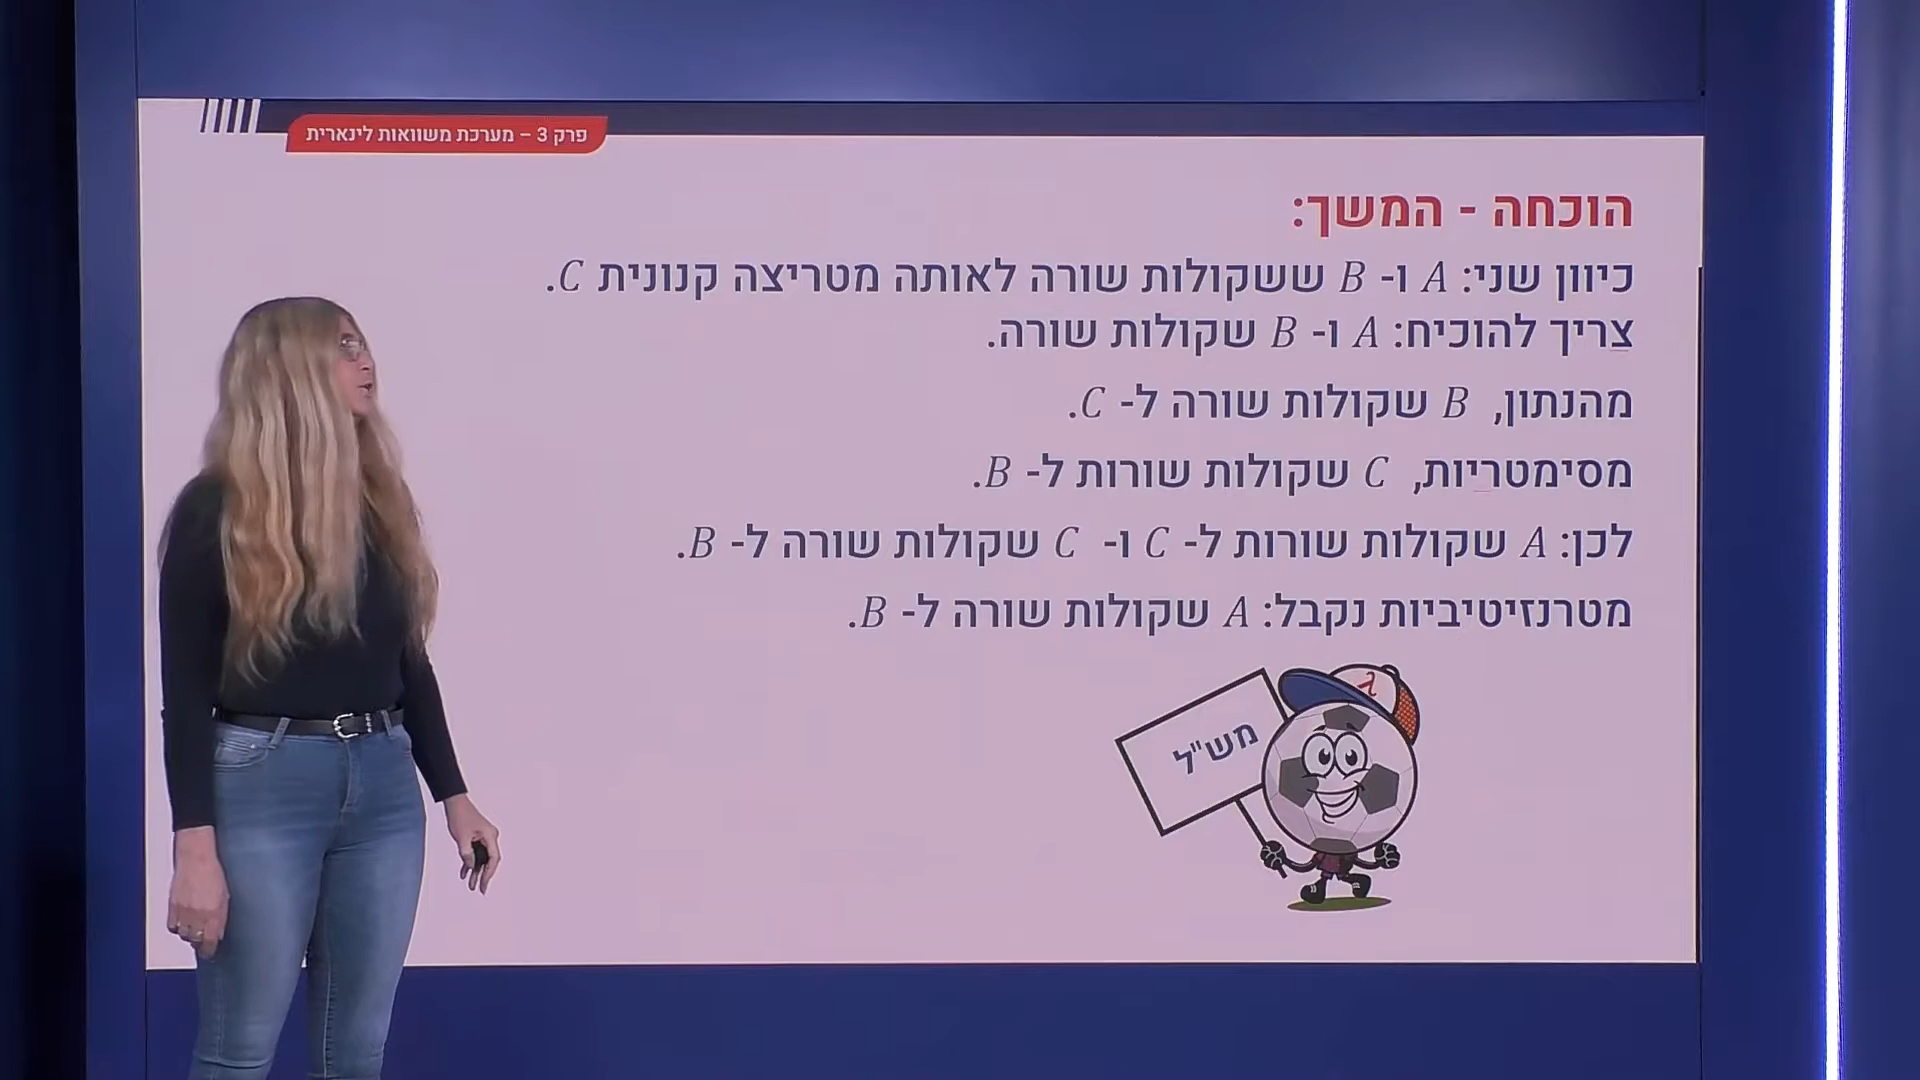 פרק 3 – מערכת משוואות לינארית
הוכחה - המשך:
כיוון שני: A ו- B ששקולות שורה לאותה מטריצה קנונית C.
צריך להוכיח: A ו- B שקולות שורה.
מהנתון, B שקולות שורה ל- C.
מסימטריות, C שקולות שורות ל- B.
לכן: A שקולות שורות ל- C ו- C שקולות שורה ל- B.
מטרנזיטיביות נקבל: A שקולות שורה ל- B.
λ
מש"ל